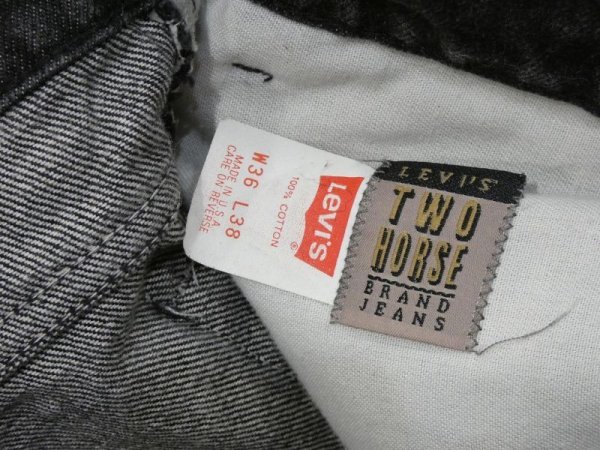 LEVI'S
TWO
HORSE
BRAND
JEANS
LEVI'S ®
100% COTTON
W36 L38
MADE IN U.S.A.
CARE ON REVERSE